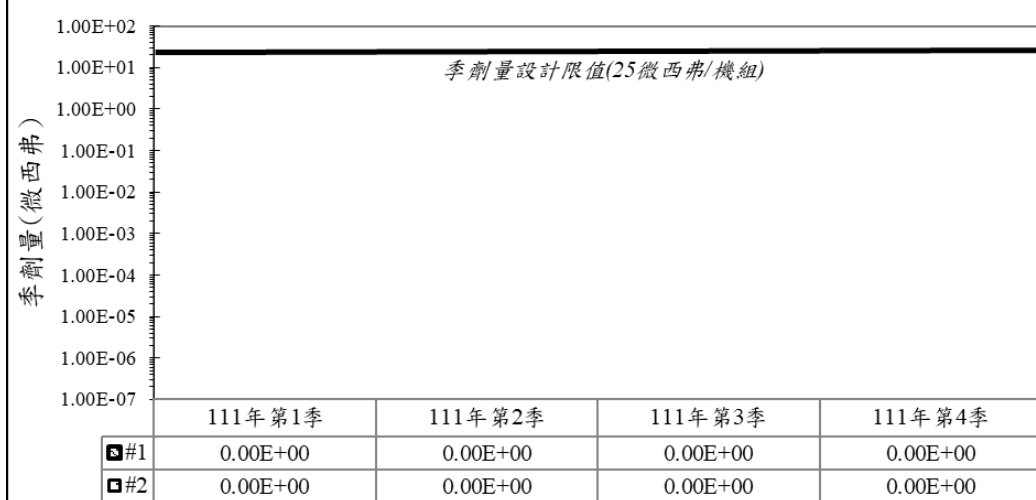 1.00E+02
1.00E+01
1.00E+00
1.00E-01
1.00E-02
1.00E-03
1.00E-04
1.00E-05
1.00E-06
1.00E-07
季劑量(微西弗)
季劑量設計限值(25微西弗/機組)
111年第1季 111年第2季 111年第3季 111年第4季
#1 0.00E+00 0.00E+00 0.00E+00 0.00E+00
#2 0.00E+00 0.00E+00 0.00E+00 0.00E+00